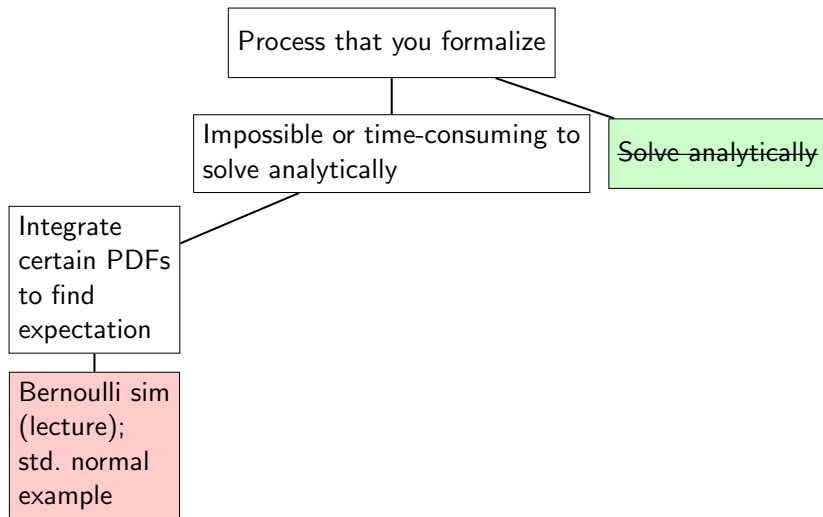 Process that you formalize
Impossible or time-consuming to
solve analytically
Solve analytically
Integrate
certain PDFs
to find
expectation
Bernoulli sim
(lecture);
std. normal
example